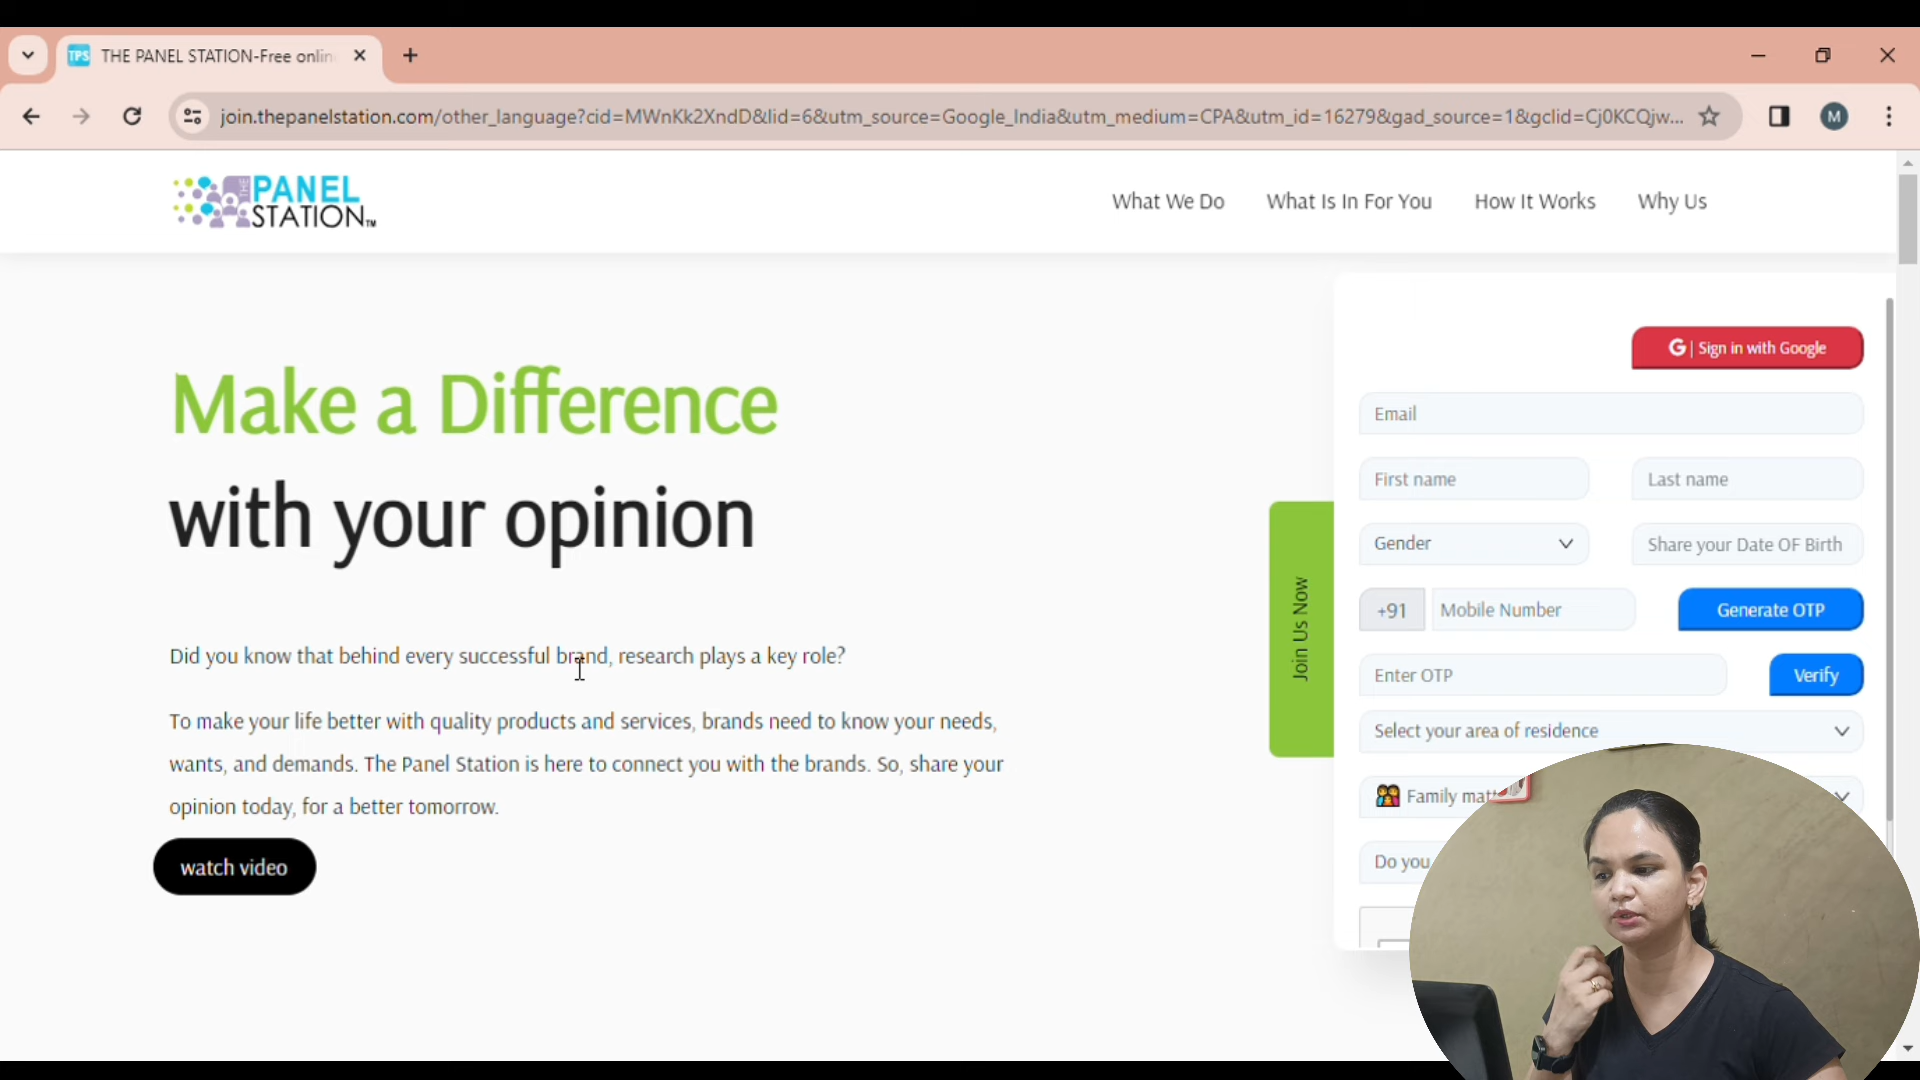 TPS THE PANEL STATION-Free onlin
join.thepanelstation.com/other_language?cid=MWnKk2XndD&lid=6&utm_source=Google_India&utm_medium=CPA&utm_id=16279&gad_source=1&gclid=Cj0KCQjw...
M
THE PANEL
STATION™
What We Do What Is In For You How It Works Why Us
Make a Difference
with your opinion
Did you know that behind every successful brand, research plays a key role?
To make your life better with quality products and services, brands need to know your needs,
wants, and demands. The Panel Station is here to connect you with the brands. So, share your
opinion today, for a better tomorrow.
watch video
Join Us Now
G | Sign in with Google
Email
First name Last name
Gender Share your Date OF Birth
+91 Mobile Number Generate OTP
Enter OTP Verify
Select your area of residence
Family
Do you